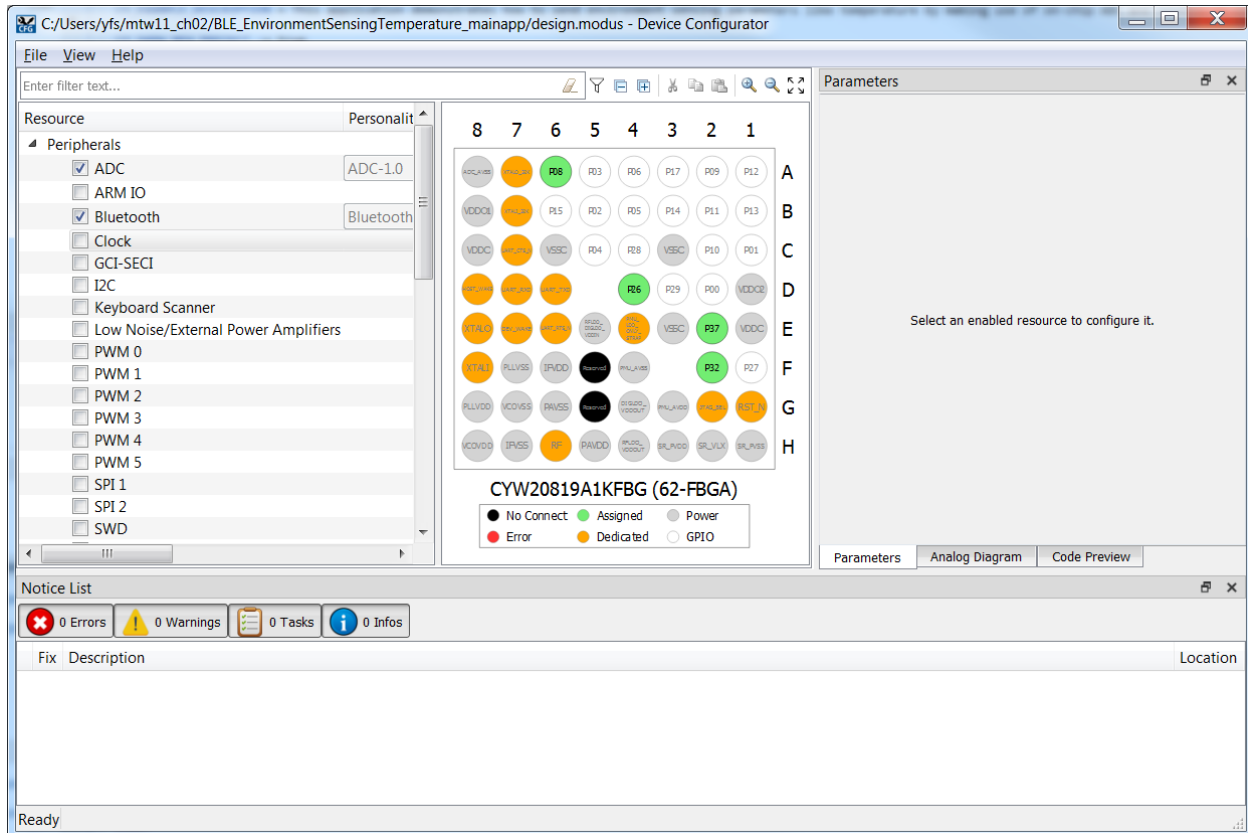 C:/Users/yfs/mtw11_ch02/BLE_EnvironmentSensingTemperature_mainapp/design.modus - Device Configurator
File View Help
Enter filter text...
Parameters
Resource Personalit
Peripherals
ADC ADC-1.0
ARM IO
Bluetooth Bluetooth
Clock
GCI-SECI
I2C
Keyboard Scanner
Low Noise/External Power Amplifiers
PWM 0
PWM 1
PWM 2
PWM 3
PWM 4
PWM 5
SPI 1
SPI 2
SWD
8 7 6 5 4 3 2 1
ADC_AVSS P08 P03 P06 P17 P09 P12 A
VDDO1 P15 P02 P05 P14 P11 P13 B
VDDC VSSC P04 P28 VSSC P10 P01 C
P26 P29 P00 VDDO2 D
XTALO VSSC P37 VDDC E
XTALI PLLVSS IFVDD Reserved PMU_AVSS P32 P27 F
PLLVDD VCOVSS PAVSS Reserved PMU_AVDD RST_N G
VCOVDD IFVSS RF PAVDD SR_PVDD SR_VLX SR_PVSS H
CYW20819A1KFBG (62-FBGA)
No Connect Assigned Power
Error Dedicated GPIO
Select an enabled resource to configure it.
Parameters Analog Diagram Code Preview
Notice List
0 Errors 0 Warnings 0 Tasks 0 Infos
Fix Description Location
Ready